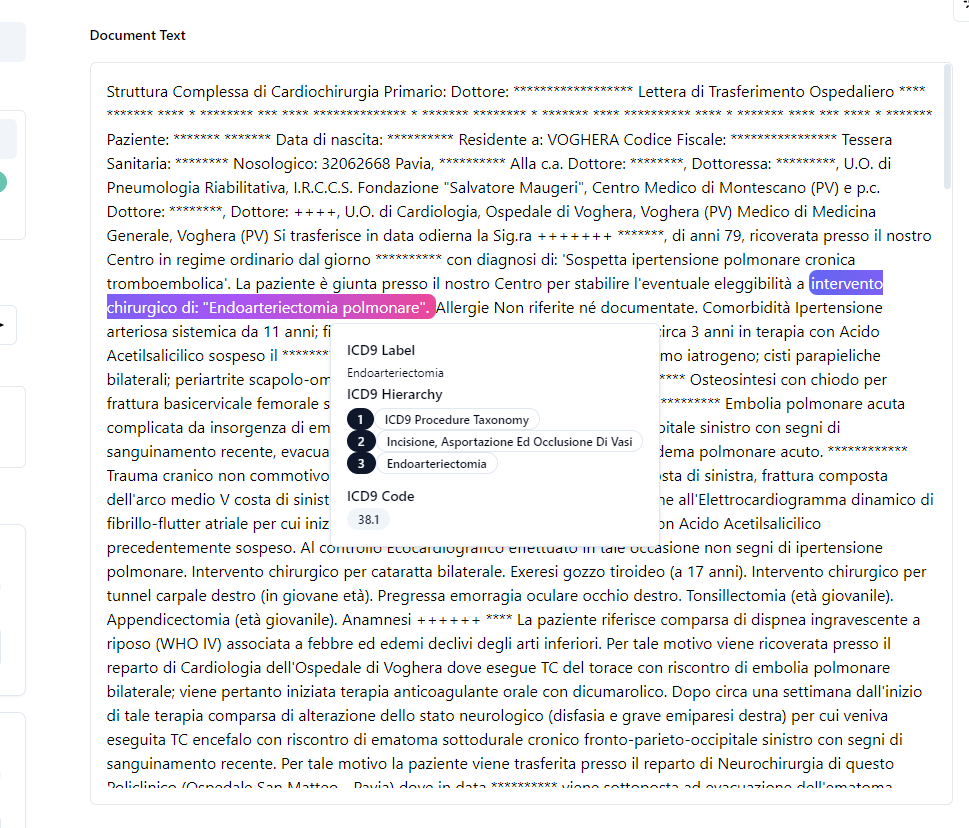 Document Text
Struttura Complessa di Cardiochirurgia Primario: Dottore: ****************** Lettera di Trasferimento Ospedaliero ****
******* **** * ******** *** **** ************** * ******* ******** * ******* **** ********** **** * ******* **** *** **** * *******
Paziente: ******* ******* Data di nascita: ********** Residente a: VOGHERA Codice Fiscale: **************** Tessera
Sanitaria: ******** Nosologico: 32062668 Pavia, ********** Alla c.a. Dottore: ********, Dottoressa: *********, U.O. di
Pneumologia Riabilitativa, I.R.C.C.S. Fondazione "Salvatore Maugeri", Centro Medico di Montescano (PV) e p.c.
Dottore: ********, Dottore: ++++, U.O. di Cardiologia, Ospedale di Voghera, Voghera (PV) Medico di Medicina
Generale, Voghera (PV) Si trasferisce in data odierna la Sig.ra +++++++ *******, di anni 79, ricoverata presso il nostro
Centro in regime ordinario dal giorno ********** con diagnosi di: 'Sospetta ipertensione polmonare cronica
tromboembolica'. La paziente è giunta presso il nostro Centro per stabilire l'eventuale eleggibilità a intervento
chirurgico di: "Endoarteriectomia polmonare". Allergie Non riferite né documentate. Comorbidità Ipertensione
arteriosa sistemica da 11 anni; fi irca 3 anni in terapia con Acido
Acetilsalicilico sospeso il ******* mo iatrogeno; cisti parapieliche
bilaterali; periartrite scapolo-om **** Osteosintesi con chiodo per
frattura basicervicale femorale s ********* Embolia polmonare acuta
complicata da insorgenza di em pitale sinistro con segni di
sanguinamento recente, evacua dema polmonare acuto. ************
Trauma cranico non commotivo sta di sinistra, frattura composta
dell'arco medio V costa di sinist ne all'Elettrocardiogramma dinamico di
fibrillo-flutter atriale per cui iniz on Acido Acetilsalicilico
precedentemente sospeso. Al controllo Ecocardiografico effettuato in tale occasione non segni di ipertensione
polmonare. Intervento chirurgico per cataratta bilaterale. Exeresi gozzo tiroideo (a 17 anni). Intervento chirurgico per
tunnel carpale destro (in giovane età). Pregressa emorragia oculare occhio destro. Tonsillectomia (età giovanile).
Appendicectomia (età giovanile). Anamnesi ++++++ **** La paziente riferisce comparsa di dispnea ingravescente a
riposo (WHO IV) associata a febbre ed edemi declivi degli arti inferiori. Per tale motivo viene ricoverata presso il
reparto di Cardiologia dell'Ospedale di Voghera dove esegue TC del torace con riscontro di embolia polmonare
bilaterale; viene pertanto iniziata terapia anticoagulante orale con dicumarolico. Dopo circa una settimana dall'inizio
di tale terapia comparsa di alterazione dello stato neurologico (disfasia e grave emiparesi destra) per cui veniva
eseguita TC encefalo con riscontro di ematoma sottodurale cronico fronto-parieto-occipitale sinistro con segni di
sanguinamento recente. Per tale motivo la paziente viene trasferita presso il reparto di Neurochirurgia di questo
Policlinico (Ospedale San Matteo - Pavia) dove in data ********** viene sottoposta ad evacuazione dell'ematoma
ICD9 Label
Endoarteriectomia
ICD9 Hierarchy
1 ICD9 Procedure Taxonomy
2 Incisione, Asportazione Ed Occlusione Di Vasi
3 Endoarteriectomia
ICD9 Code
38.1